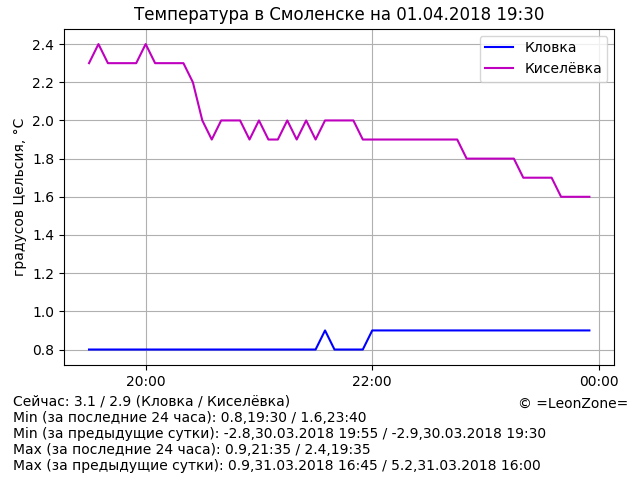 Температура в Смоленске на 01.04.2018 19:30
2.4
2.2
2.0
1.8
1.6
1.4
1.2
1.0
0.8
градусов Цельсия, °C
Кловка
Киселёвка
20:00
22:00
00:00
Сейчас: 3.1 / 2.9 (Кловка / Киселёвка)
© =LeonZone=
Min (за последние 24 часа): 0.8,19:30 / 1.6,23:40
Min (за предыдущие сутки): -2.8,30.03.2018 19:55 / -2.9,30.03.2018 19:30
Max (за последние 24 часа): 0.9,21:35 / 2.4,19:35
Max (за предыдущие сутки): 0.9,31.03.2018 16:45 / 5.2,31.03.2018 16:00